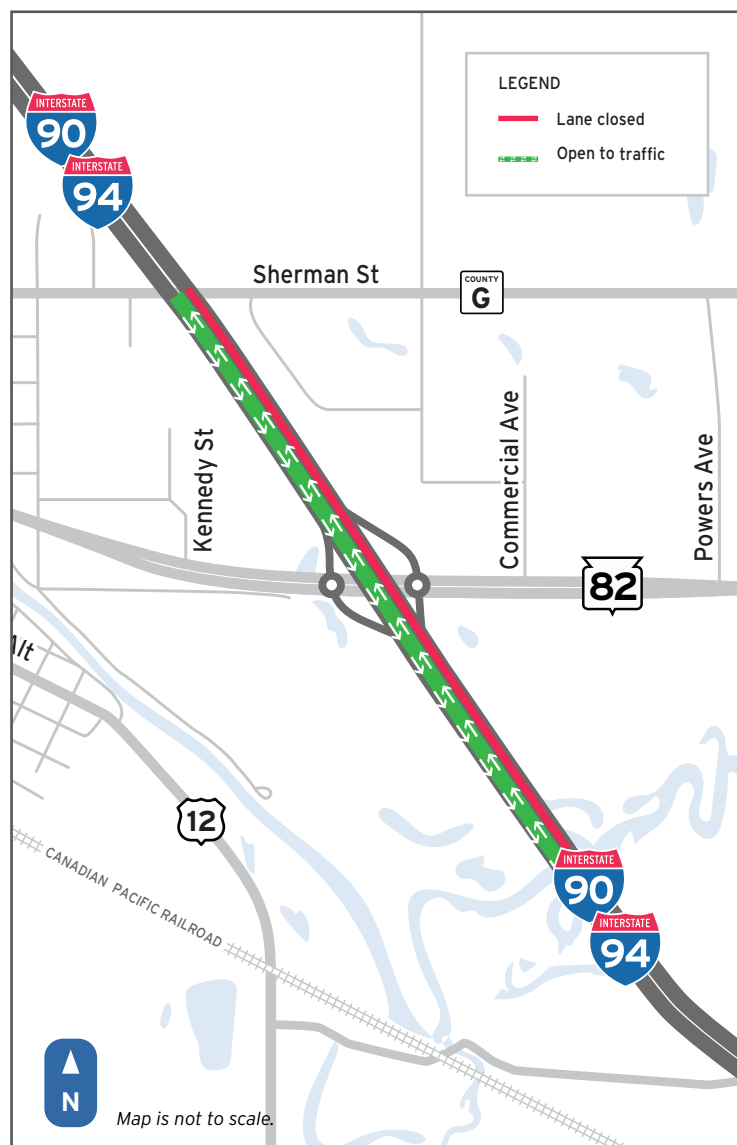 LEGEND
Lane closed
Open to traffic
INTERSTATE
90
INTERSTATE
94
Sherman St
COUNTY
G
Kennedy St
Commercial Ave
Powers Ave
82
Alt
12
CANADIAN PACIFIC RAILROAD
INTERSTATE
90
INTERSTATE
94
N
Map is not to scale.